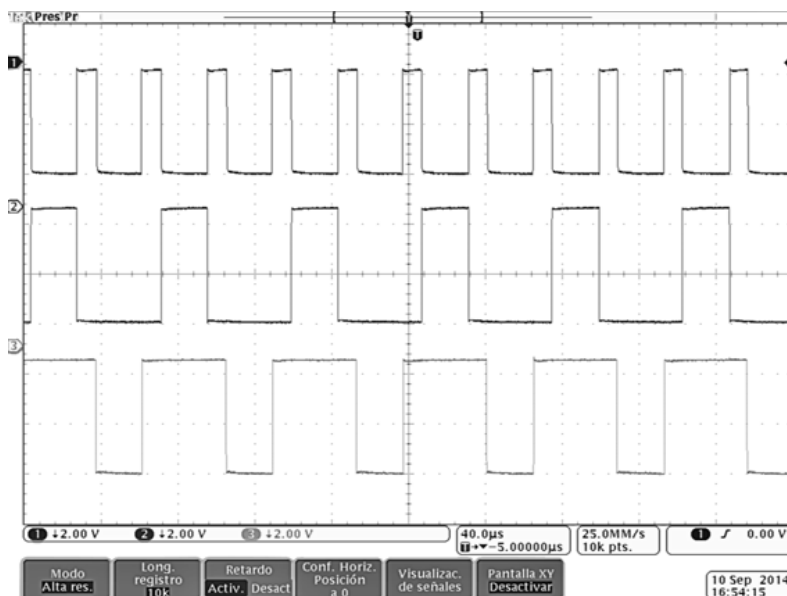 Pres Pr
T
T
1
2
3
1 ↓2.00 V 2 ↓2.00 V 3 ↓2.00 V
40.0µs
T→▼−5.00000µs
25.0MM/s
10k pts.
1 ∫ 0.00 V
Modo
Alta res.
Long.
registro
10k
Retardo
Activ. Desact
Conf. Horiz.
Posición
a 0
Visualizac.
de señales
Pantalla XY
Desactivar
10 Sep 2014
16:54:15